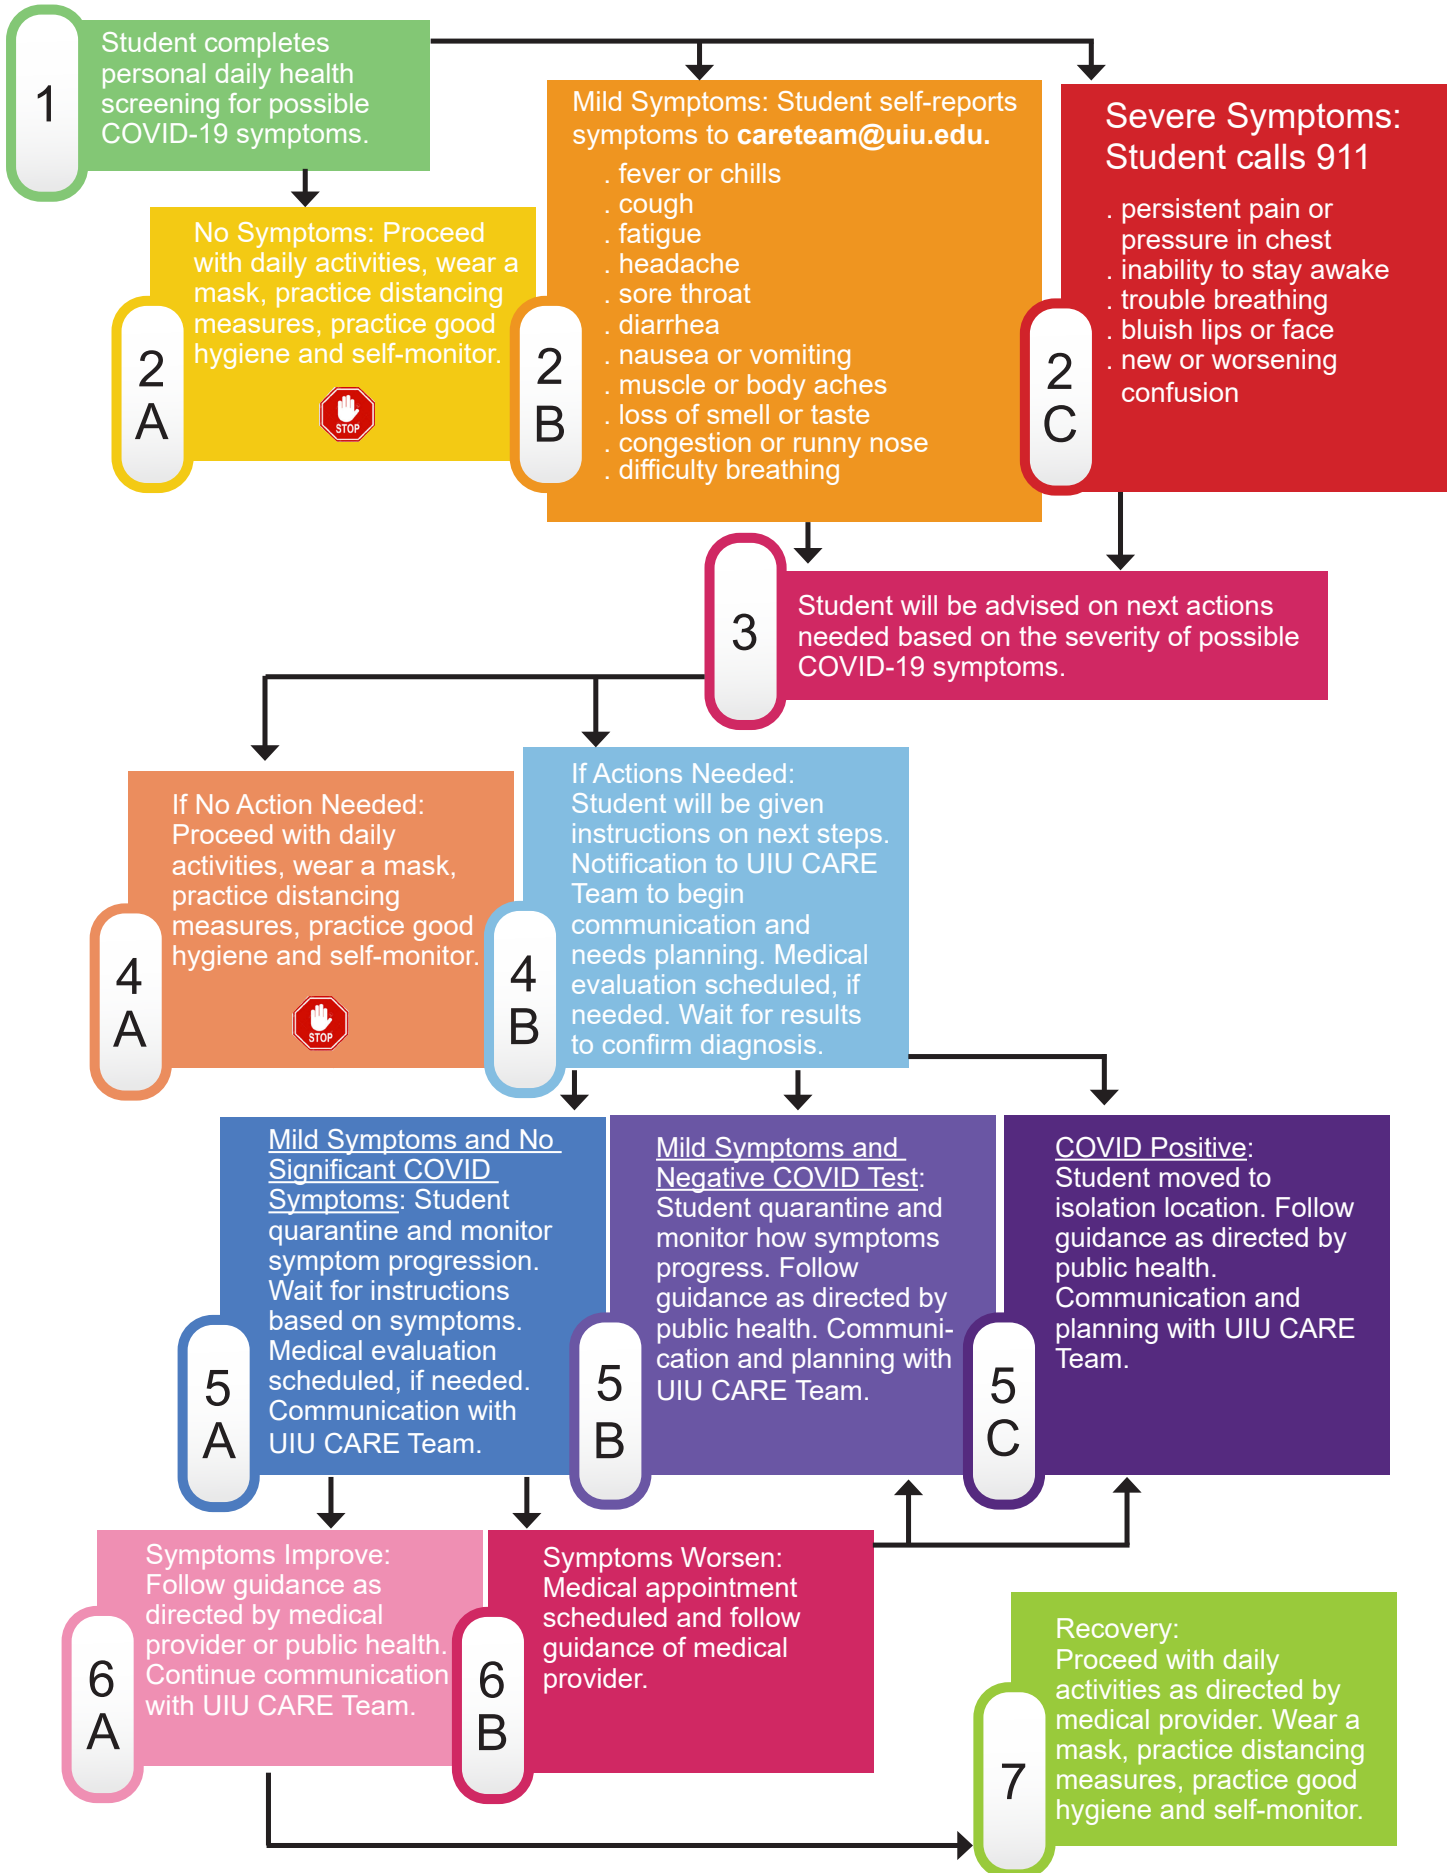 1
Student completes
personal daily health
screening for possible
COVID-19 symptoms.
2
A
No Symptoms: Proceed
with daily activities, wear a
mask, practice distancing
measures, practice good
hygiene and self-monitor.
STOP
2
B
Mild Symptoms: Student self-reports
symptoms to careteam@uiu.edu.
. fever or chills
. cough
. fatigue
. headache
. sore throat
. diarrhea
. nausea or vomiting
. muscle or body aches
. loss of smell or taste
. congestion or runny nose
. difficulty breathing
2
C
Severe Symptoms:
Student calls 911
. persistent pain or
pressure in chest
. inability to stay awake
. trouble breathing
. bluish lips or face
. new or worsening
confusion
3
Student will be advised on next actions
needed based on the severity of possible
COVID-19 symptoms.
4
A
If No Action Needed:
Proceed with daily
activities, wear a mask,
practice distancing
measures, practice good
hygiene and self-monitor.
STOP
4
B
If Actions Needed:
Student will be given
instructions on next steps.
Notification to UIU CARE
Team to begin
communication and
needs planning. Medical
evaluation scheduled, if
needed. Wait for results
to confirm diagnosis.
5
A
Mild Symptoms and No
Significant COVID
Symptoms: Student
quarantine and monitor
symptom progression.
Wait for instructions
based on symptoms.
Medical evaluation
scheduled, if needed.
Communication with
UIU CARE Team.
5
B
Mild Symptoms and
Negative COVID Test:
Student quarantine and
monitor how symptoms
progress. Follow
guidance as directed by
public health. Communi-
cation and planning with
UIU CARE Team.
5
C
COVID Positive:
Student moved to
isolation location. Follow
guidance as directed by
public health.
Communication and
planning with UIU CARE
Team.
6
A
Symptoms Improve:
Follow guidance as
directed by medical
provider or public health.
Continue communication
with UIU CARE Team.
6
B
Symptoms Worsen:
Medical appointment
scheduled and follow
guidance of medical
provider.
7
Recovery:
Proceed with daily
activities as directed by
medical provider. Wear a
mask, practice distancing
measures, practice good
hygiene and self-monitor.